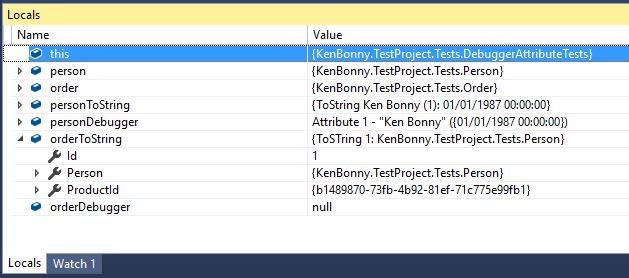 Locals
Name Value
this {KenBonny.TestProject.Tests.DebuggerAttributeTests}
person {KenBonny.TestProject.Tests.Person}
order {KenBonny.TestProject.Tests.Order}
personToString {ToString Ken Bonny (1): 01/01/1987 00:00:00}
personDebugger Attribute 1 - "Ken Bonny" ({01/01/1987 00:00:00})
orderToString {ToSTring 1: KenBonny.TestProject.Tests.Person}
Id 1
Person {KenBonny.TestProject.Tests.Person}
ProductId {b1489870-73fb-4b92-81ef-71c775e99fb1}
orderDebugger null
Locals Watch 1